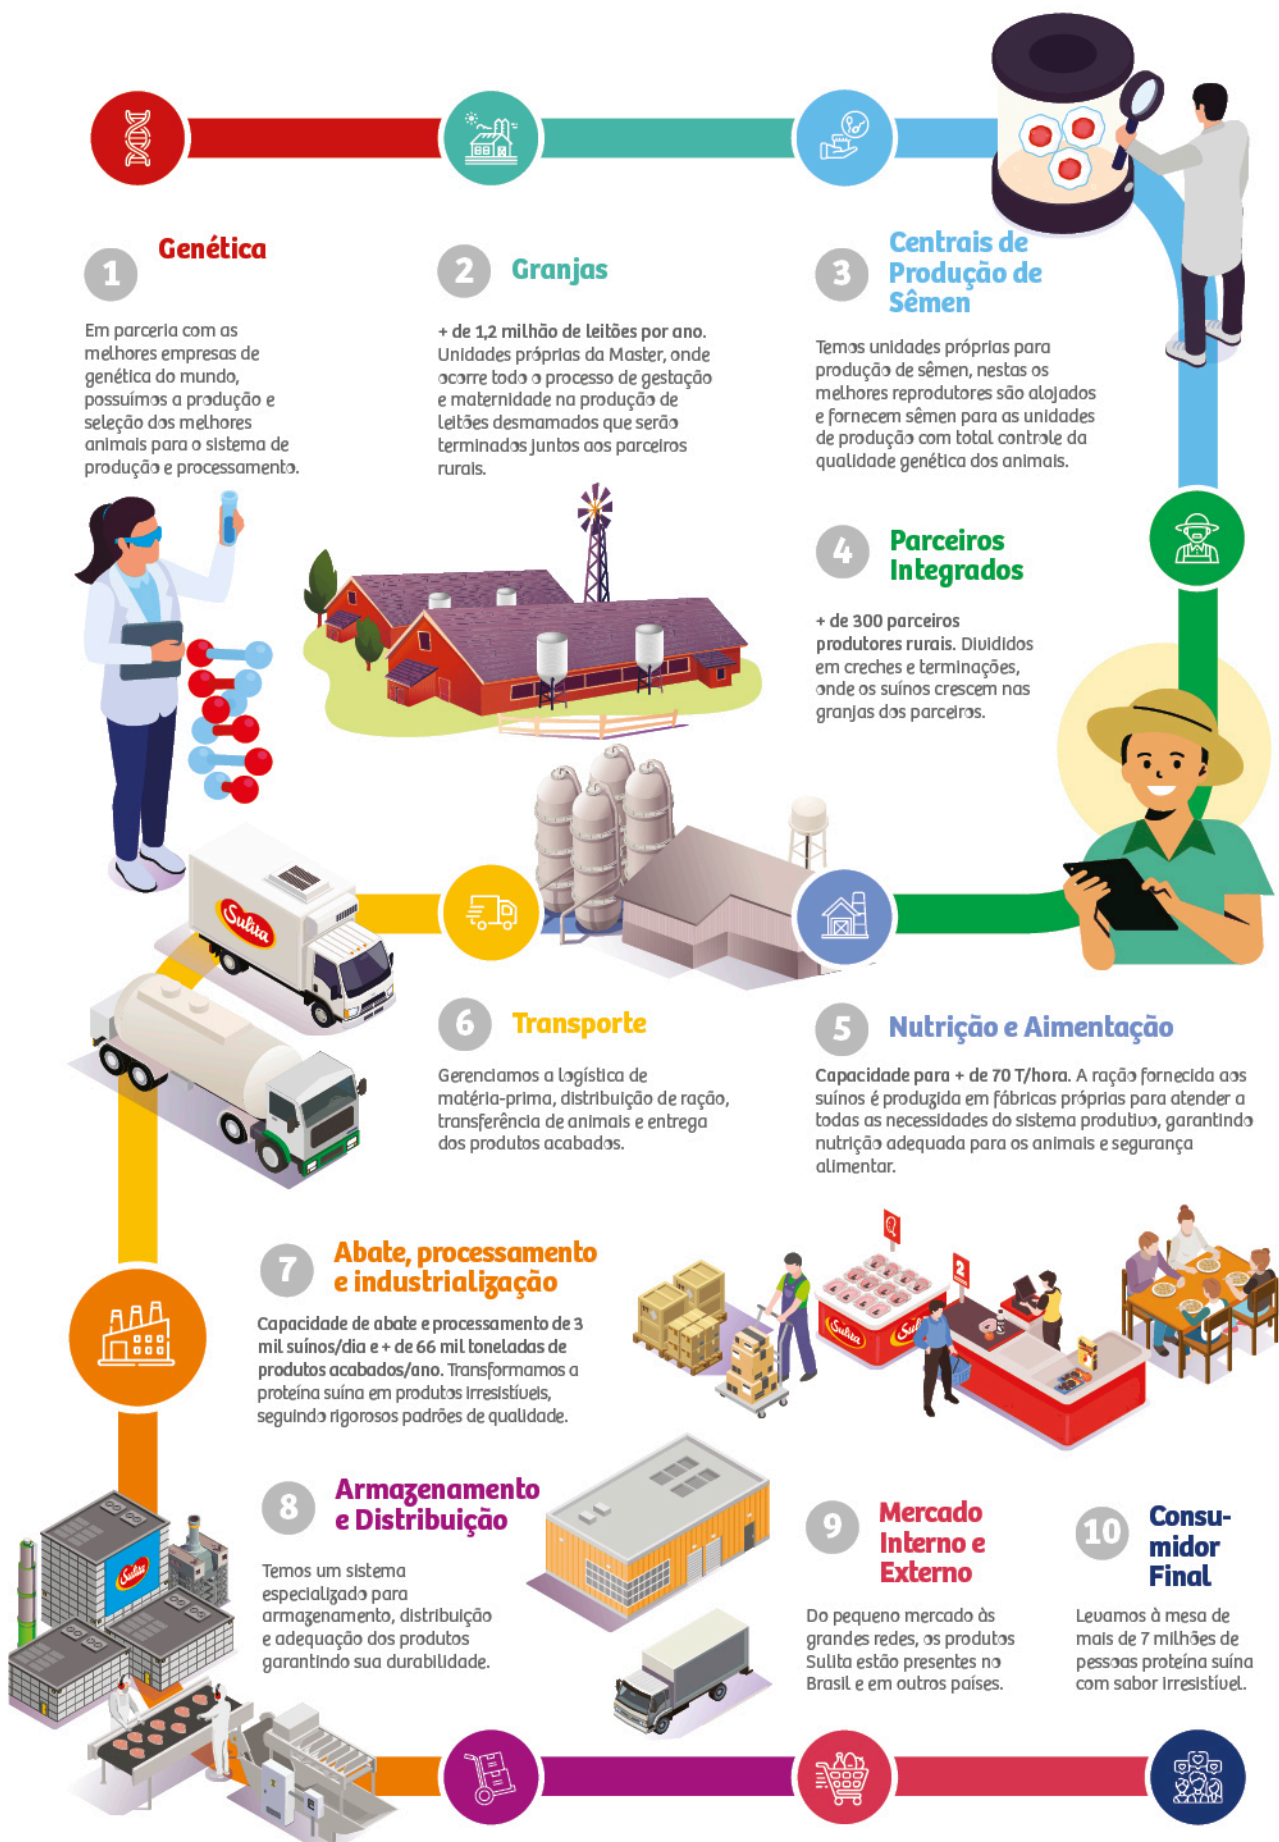 1
Genética
Em parceria com as
melhores empresas de
genética do mundo,
possuímos a produção e
seleção dos melhores
animais para o sistema de
produção e processamento.
2
Granjas
+ de 1,2 milhão de leitões por ano.
Unidades próprias da Master, onde
ocorre todo o processo de gestação
e maternidade na produção de
leitões desmamados que serão
terminados juntos aos parceiros
rurais.
3
Centrais de
Produção de
Sêmen
Temos unidades próprias para
produção de sêmen, nestas os
melhores reprodutores são alojados
e fornecem sêmen para as unidades
de produção com total controle da
qualidade genética dos animais.
4
Parceiros
Integrados
+ de 300 parceiros
produtores rurais. Divididos
em creches e terminações,
onde os suínos crescem nas
granjas dos parceiros.
Sulita
6
Transporte
Gerenciamos a logística de
matéria-prima, distribuição de ração,
transferência de animais e entrega
dos produtos acabados.
5
Nutrição e Aimentação
Capacidade para + de 70 T/hora. A ração fornecida aos
suínos é produzida em fábricas próprias para atender a
todas as necessidades do sistema produtivo, garantindo
nutrição adequada para os animais e segurança
alimentar.
7
Abate, processamento
e industrialização
Capacidade de abate e processamento de 3
mil suínos/dia e + de 66 mil toneladas de
produtos acabados/ano. Transformamos a
proteína suína em produtos irresistíveis,
seguindo rigorosos padrões de qualidade.
2
Sulita
Suli
8
Armazenamento
e Distribuição
Temos um sistema
especializado para
armazenamento, distribuição
e adequação dos produtos
garantindo sua durabilidade.
Sulita
9
Mercado
Interno e
Externo
Do pequeno mercado às
grandes redes, os produtos
Sulita estão presentes no
Brasil e em outros países.
10
Consu-
midor
Final
Levamos à mesa de
mais de 7 milhões de
pessoas proteína suína
com sabor irresistível.